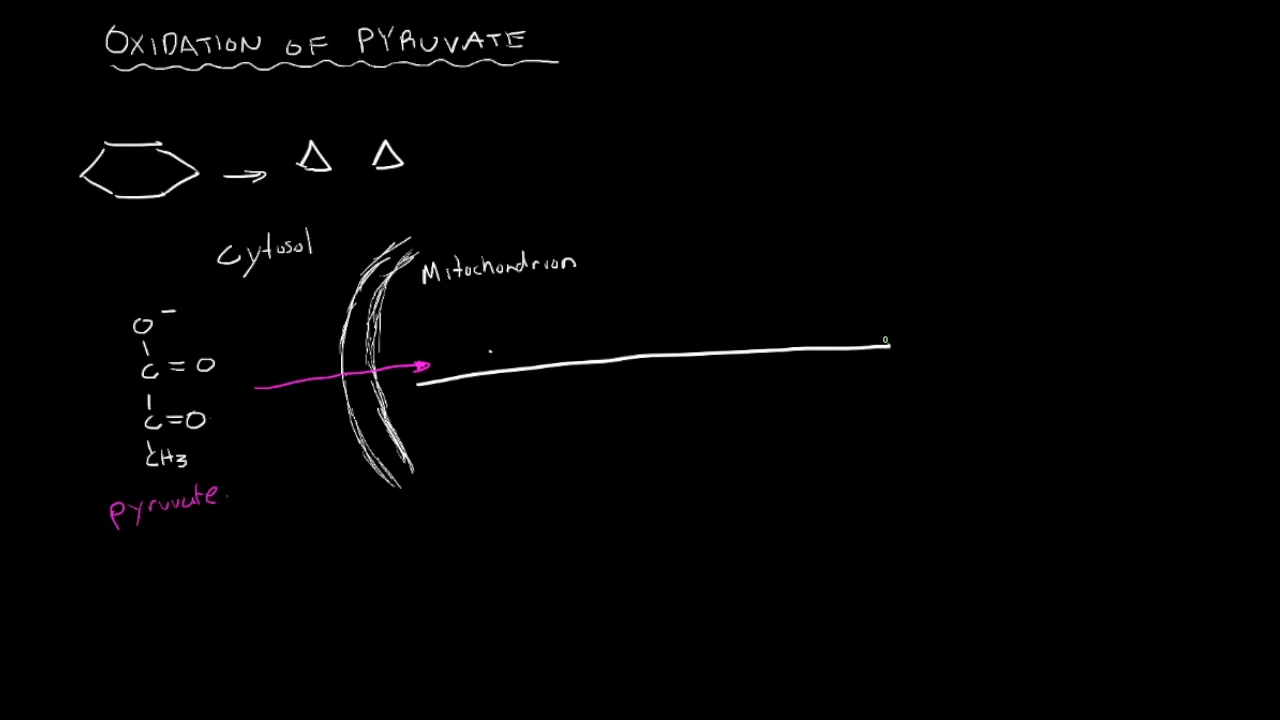 OXIDATION OF PYRUVATE
Cytosol
Mitochondrion
O⁻
C=O
C=O
CH3
pyruvate.